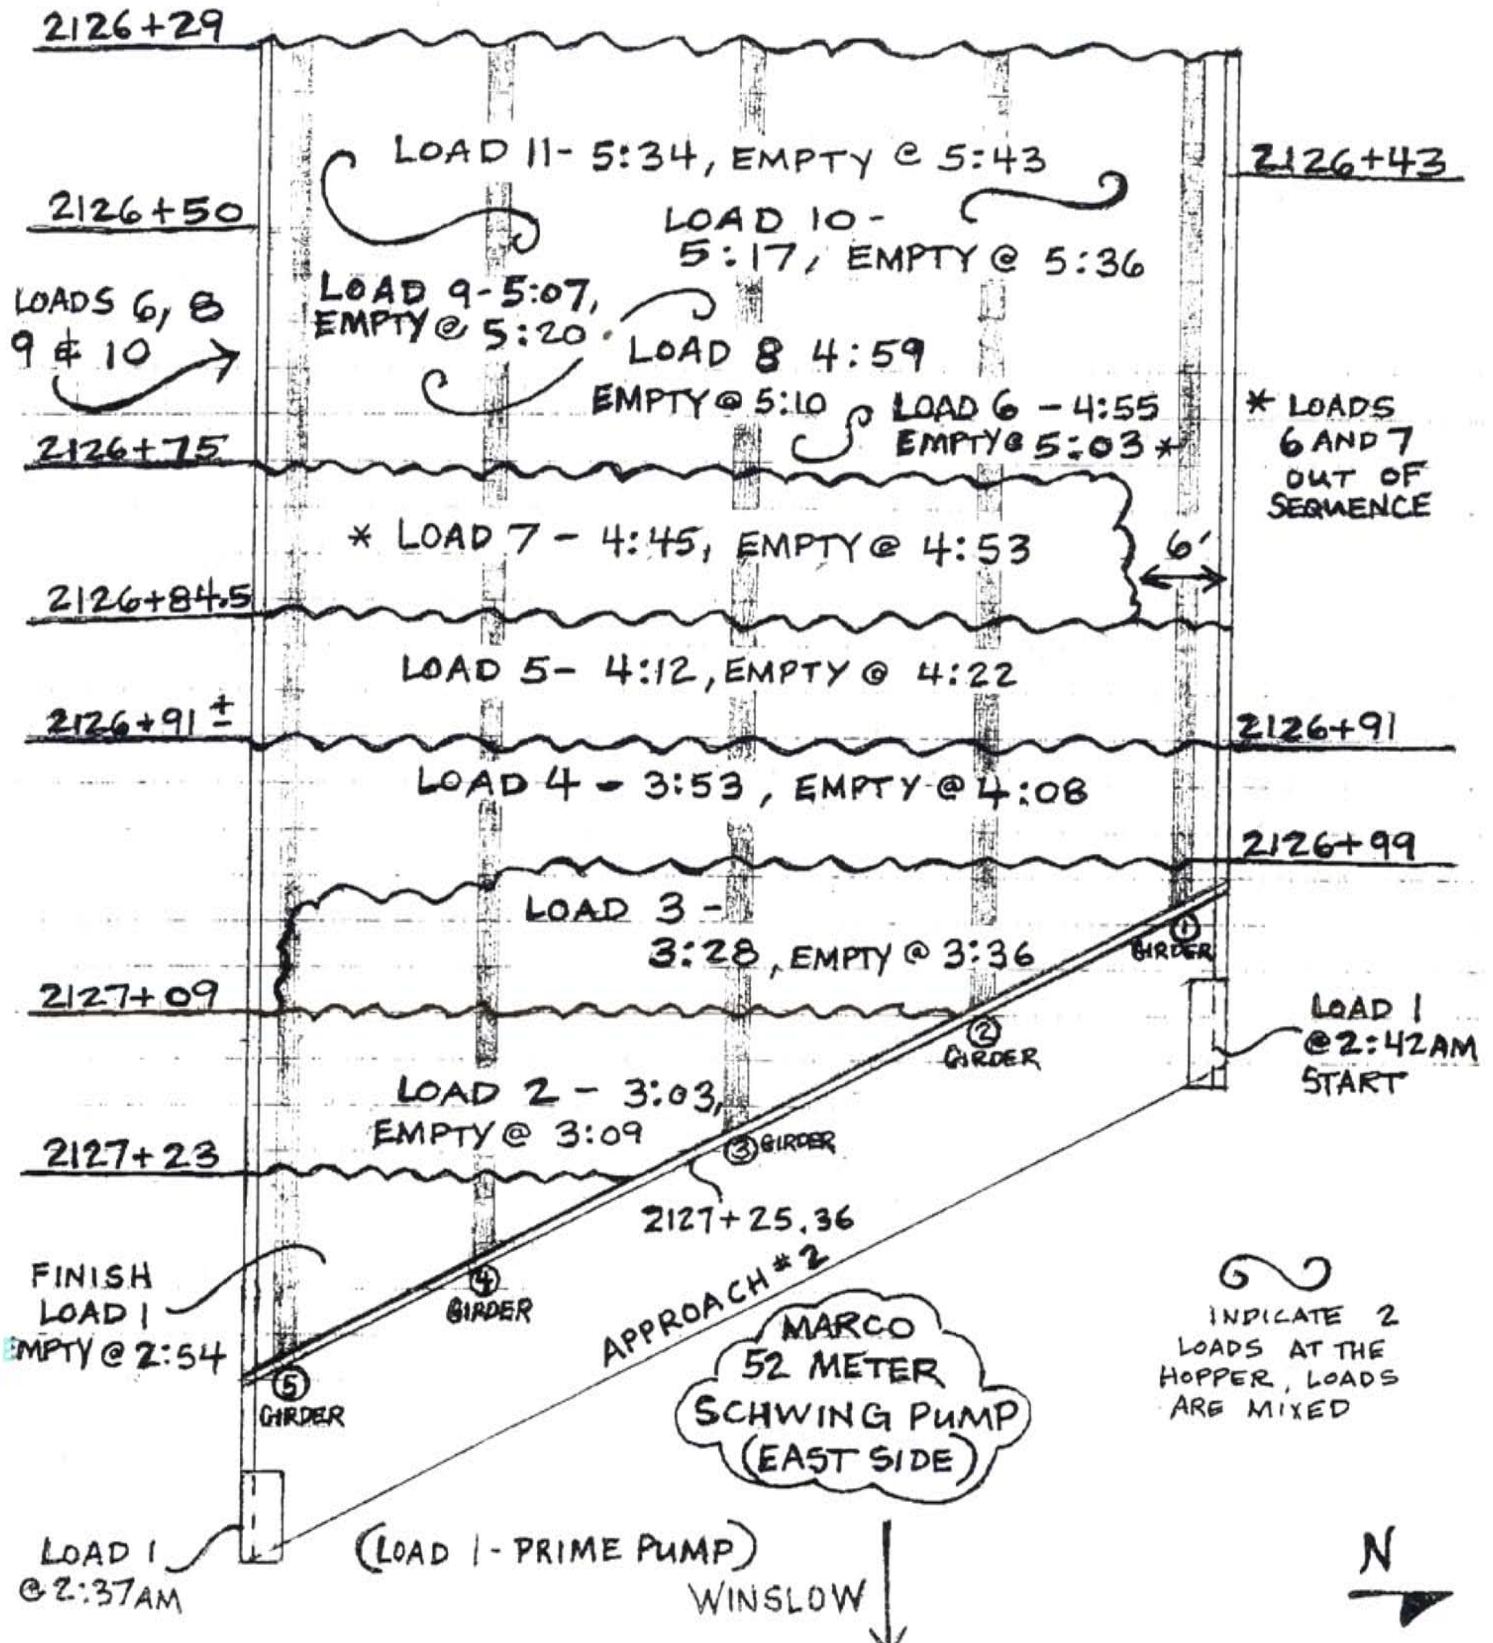 2126+29
LOAD 11- 5:34, EMPTY @ 5:43
2126+43
2126+50
LOAD 10-
5:17, EMPTY @ 5:36
LOADS 6, 8
9 & 10
LOAD 9-5:07,
EMPTY @ 5:20
LOAD 8 4:59
EMPTY @ 5:10
LOAD 6 - 4:55
EMPTY @ 5:03 *
* LOADS
6 AND 7
OUT OF
SEQUENCE
2126+75
* LOAD 7 - 4:45, EMPTY @ 4:53
6'
2126+84.5
LOAD 5- 4:12, EMPTY @ 4:22
2126+91 ±
2126+91
LOAD 4 - 3:53, EMPTY @ 4:08
2126+99
LOAD 3 -
3:28, EMPTY @ 3:36
1
GIRDER
2127+09
2
GIRDER
LOAD 1
@ 2:42AM
START
LOAD 2 - 3:03,
EMPTY @ 3:09
3 GIRDER
2127+23
2127+25.36
APPROACH #2
FINISH
LOAD 1
EMPTY @ 2:54
4
GIRDER
5
GIRDER
MARCO
52 METER
SCHWING PUMP
(EAST SIDE)
INDICATE 2
LOADS AT THE
HOPPER, LOADS
ARE MIXED
LOAD 1
@ 2:37AM
(LOAD 1 - PRIME PUMP)
WINSLOW
N